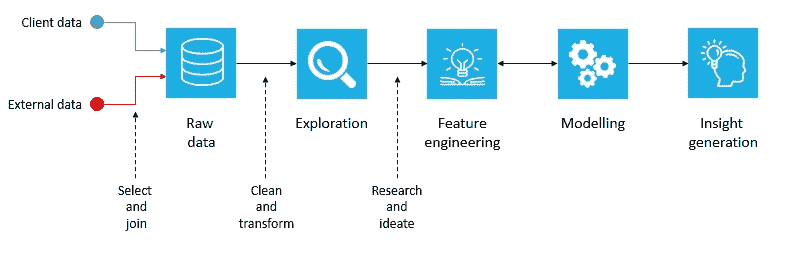 Client data
External data
Raw
data
Exploration
Feature
engineering
Modelling
Insight
generation
Select
and
join
Clean
and
transform
Research
and
ideate